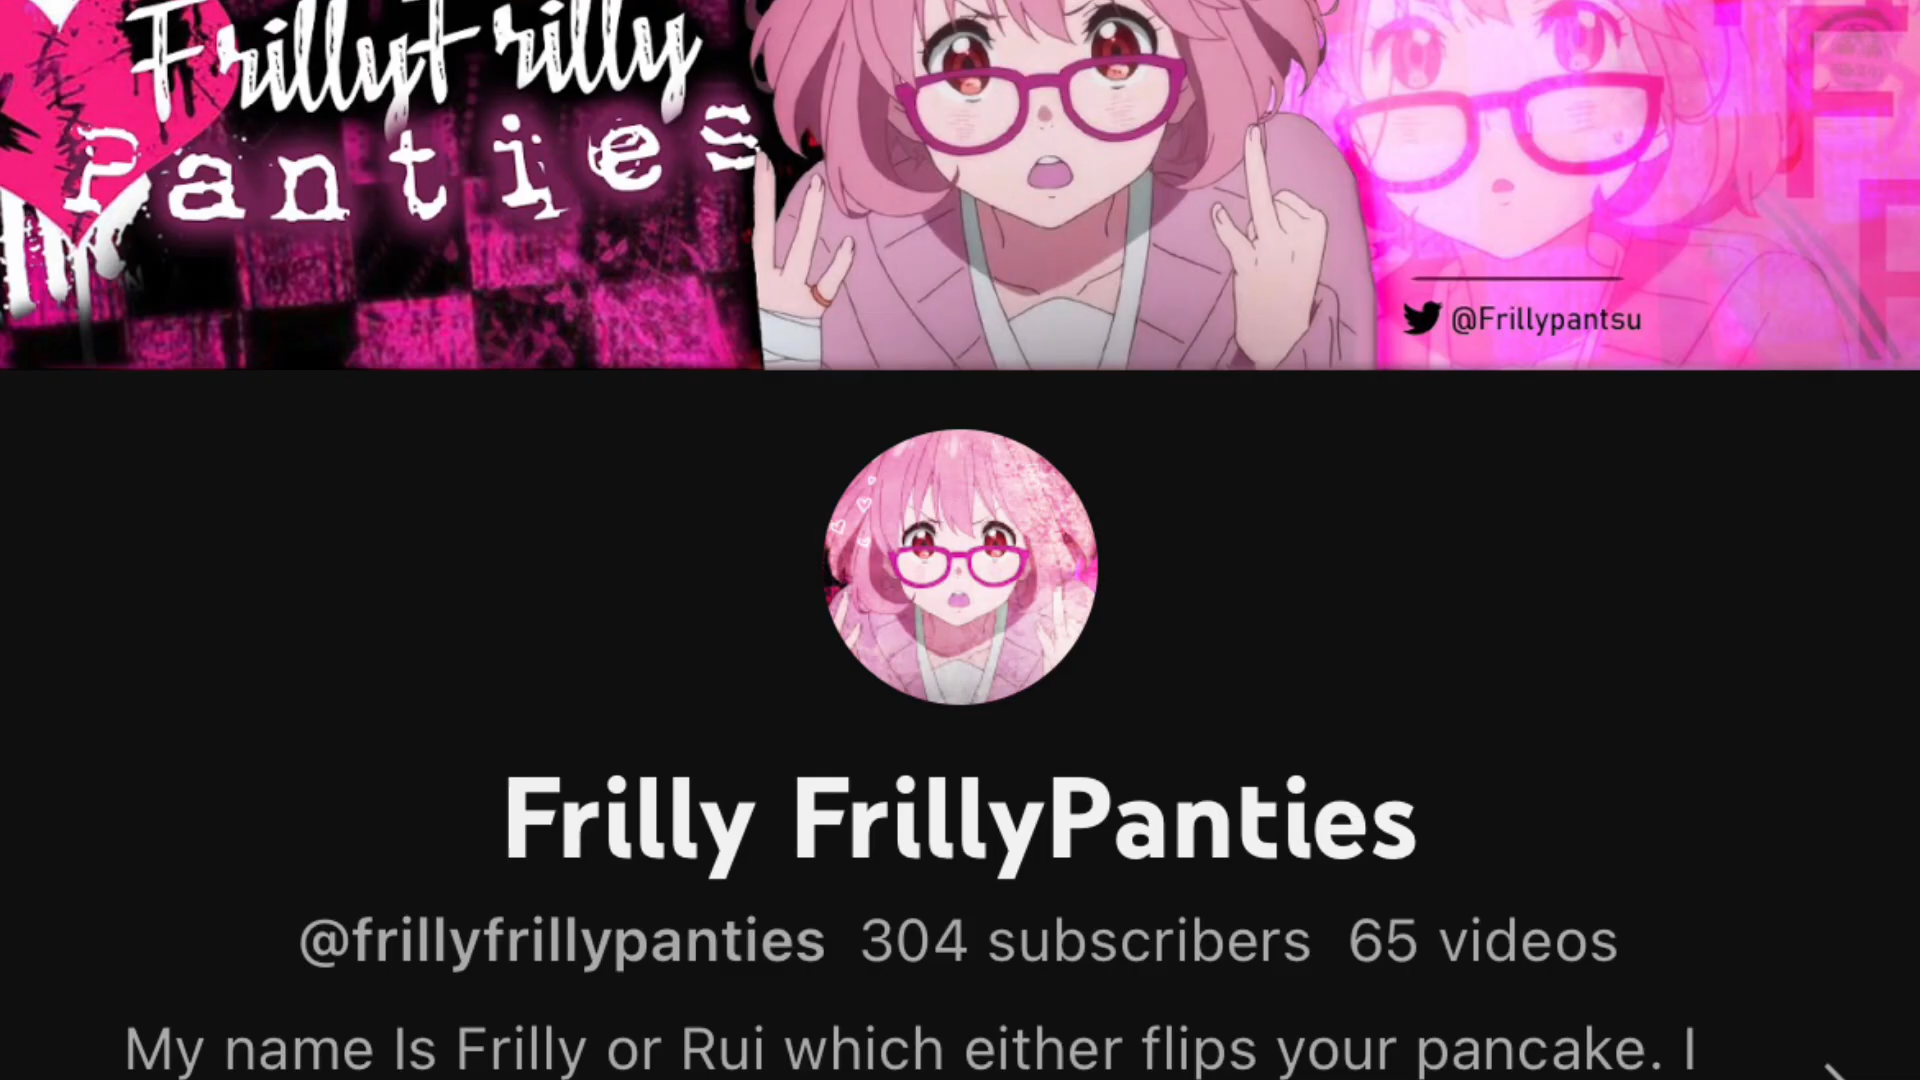 FrillyFrilly
Panties
@Frillypantsu
Frilly FrillyPanties
@frillyfrillypanties 304 subscribers 65 videos
My name Is Frilly or Rui which either flips your pancake. I